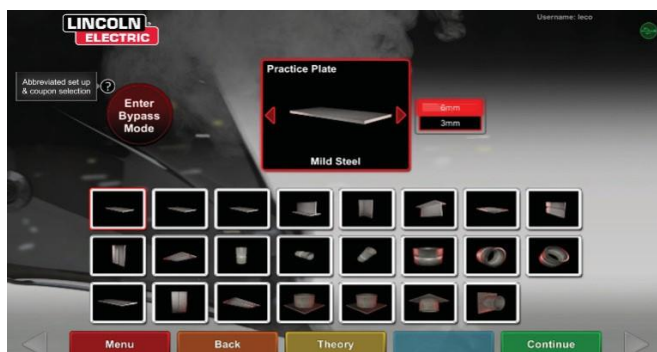 LINCOLN
ELECTRIC
Username: leco
Abbreviated set up
& coupon selection
?
Enter
Bypass
Mode
Practice Plate
Mild Steel
6mm
3mm
Menu
Back
Theory
Continue